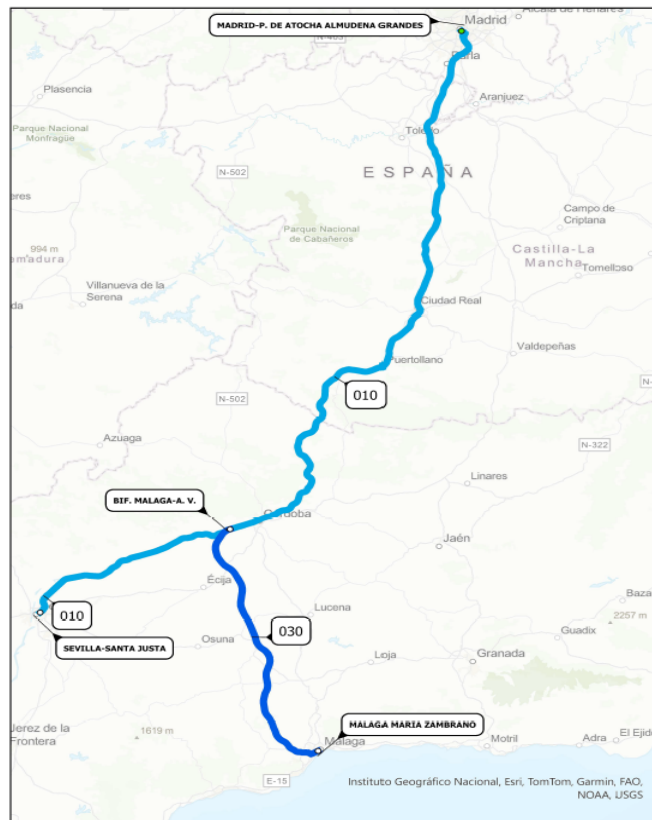 MADRID-P. DE ATOCHA ALMUDENA GRANDES
Madrid
Alcalá de Henares
N-403
Parla
Plasencia
Aranjuez
Parque Nacional
Monfragüe
Toledo
N-502
ESPAÑA
Campo de
Criptana
Parque Nacional
de Cabañeros
994 m
Castilla-La
Mancha
Tomelloso
Villanueva de la
Serena
Ciudad Real
Valdepeñas
Puertollano
010
N-502
Azuaga
N-322
Linares
BIF. MALAGA-A. V.
Córdoba
Jaén
Écija
010
Lucena
030
SEVILLA-SANTA JUSTA
Osuna
2257 m
Guadix
Loja
Granada
MALAGA MARIA ZAMBRANO
Jerez de la
Frontera
1619 m
Málaga
Motril
Adra
El Ejido
E-15
Instituto Geográfico Nacional, Esri, TomTom, Garmin, FAO,
NOAA, USGS